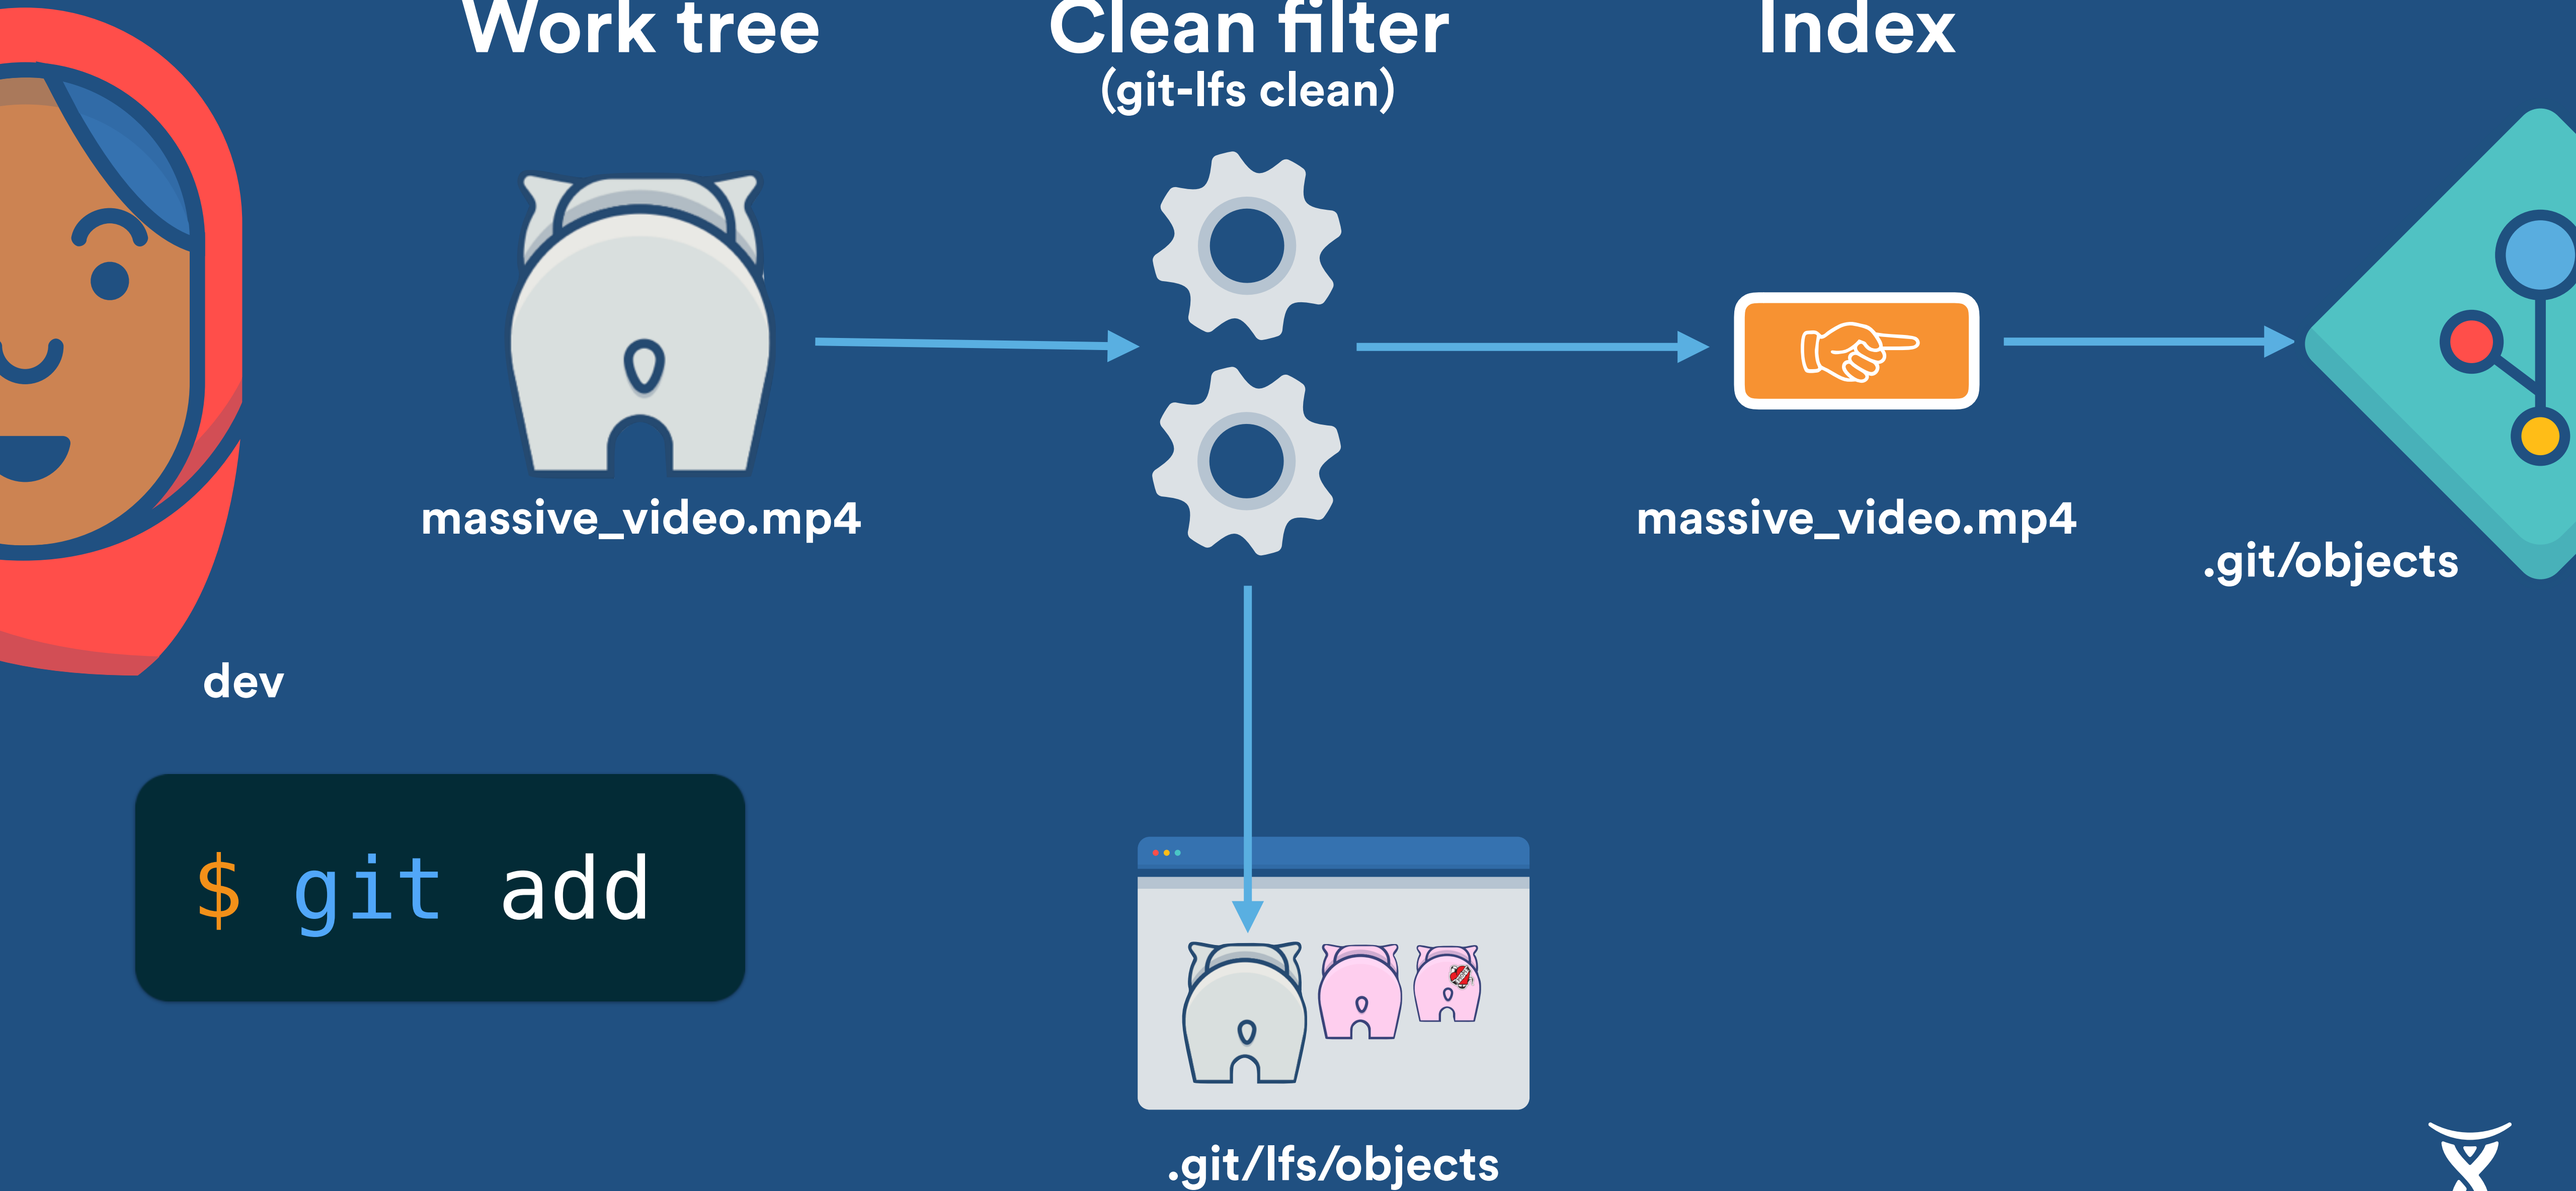 Work tree
Clean filter
(git-lfs clean)
Index
massive_video.mp4
massive_video.mp4
.git/objects
dev
$ git add
.git/lfs/objects